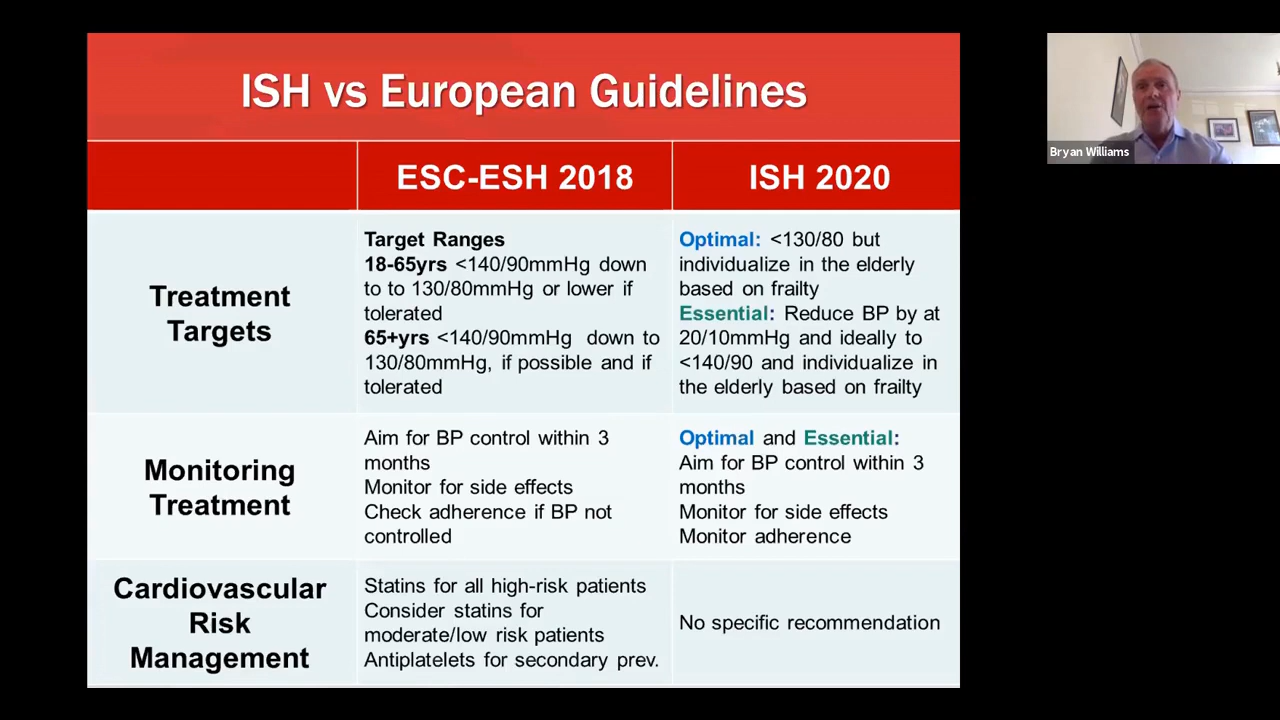 ISH vs European Guidelines
ESC-ESH 2018
ISH 2020
Treatment
Targets
Target Ranges
18-65yrs <140/90mmHg down
to to 130/80mmHg or lower if
tolerated
65+yrs <140/90mmHg down to
130/80mmHg, if possible and if
tolerated
Optimal: <130/80 but
individualize in the elderly
based on frailty
Essential: Reduce BP by at
20/10mmHg and ideally to
<140/90 and individualize in
the elderly based on frailty
Monitoring
Treatment
Aim for BP control within 3
months
Monitor for side effects
Check adherence if BP not
controlled
Optimal and Essential:
Aim for BP control within 3
months
Monitor for side effects
Monitor adherence
Cardiovascular
Risk
Management
Statins for all high-risk patients
Consider statins for
moderate/low risk patients
Antiplatelets for secondary prev.
No specific recommendation
Bryan Williams